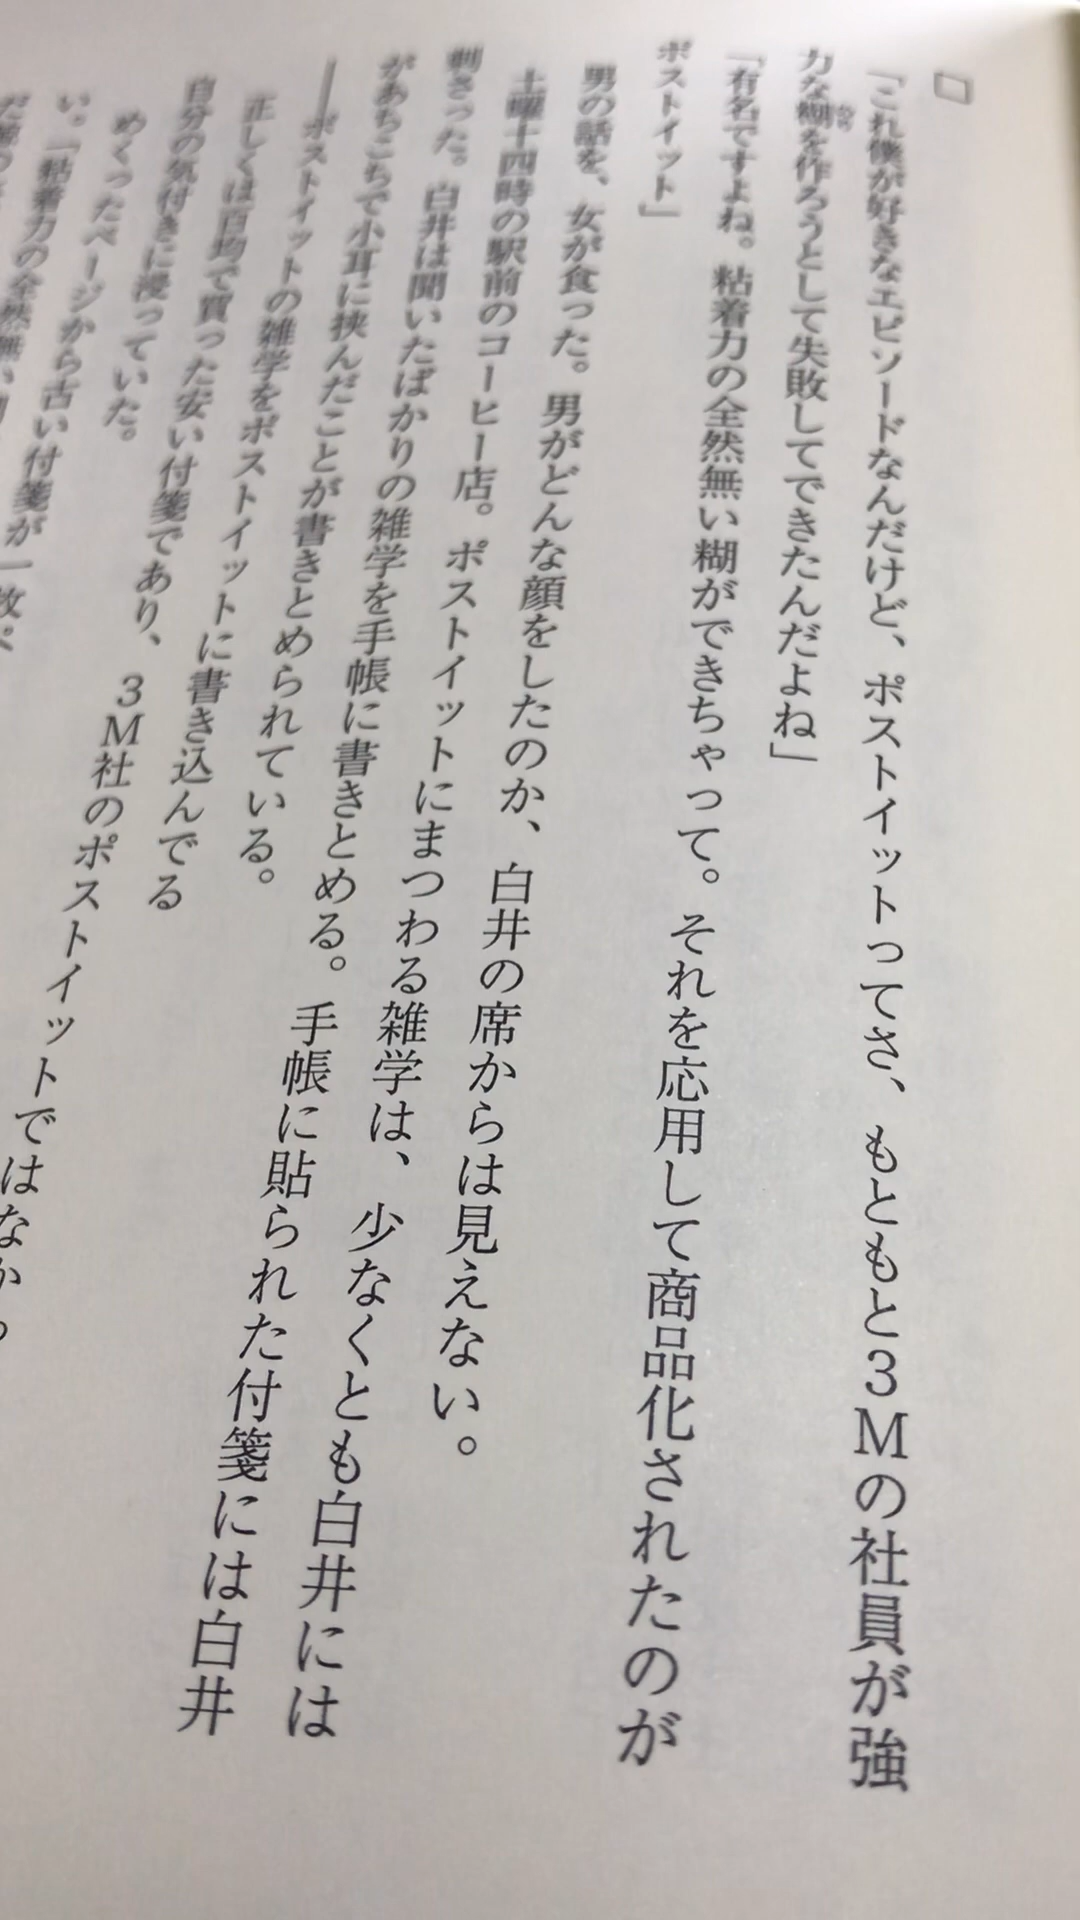 「これ僕が好きなエピソードなんだけど、ポストイットってさ、もともと3Mの社員が強
力な糊を作ろうとして失敗してできたんだよね」
「有名ですよね。粘着力の全然無い糊ができちゃって。それを応用して商品化されたのが
ポストイット」
男の話を、女が食った。男がどんな顔をしたのか、白井の席からは見えない。
土曜十四時の駅前のコーヒー店。ポストイットにまつわる雑学は、少なくとも白井には
刺さった。白井は聞いたばかりの雑学を手帳に書きとめる。手帳に貼られた付箋には白井
があちこちで小耳に挟んだことが書きとめられている。
――ポストイットの雑学をポストイットに書き込んでる
正しくは百均で買った安い付箋であり、3M社のポストイットではなかっ
自分の気付きに浸っていた。
めくったページから古い付箋が一枚
い。「粘着力の全然無い